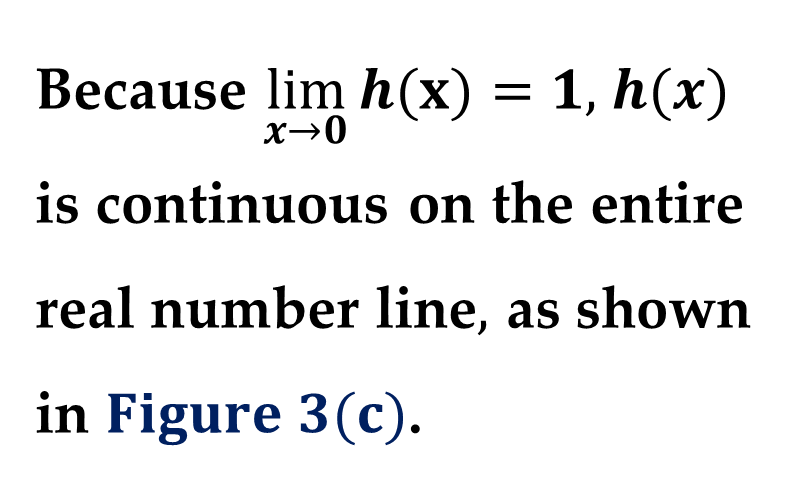 Because lim h(x) = 1, h(x)
x→0
is continuous on the entire
real number line, as shown
in Figure 3(c).